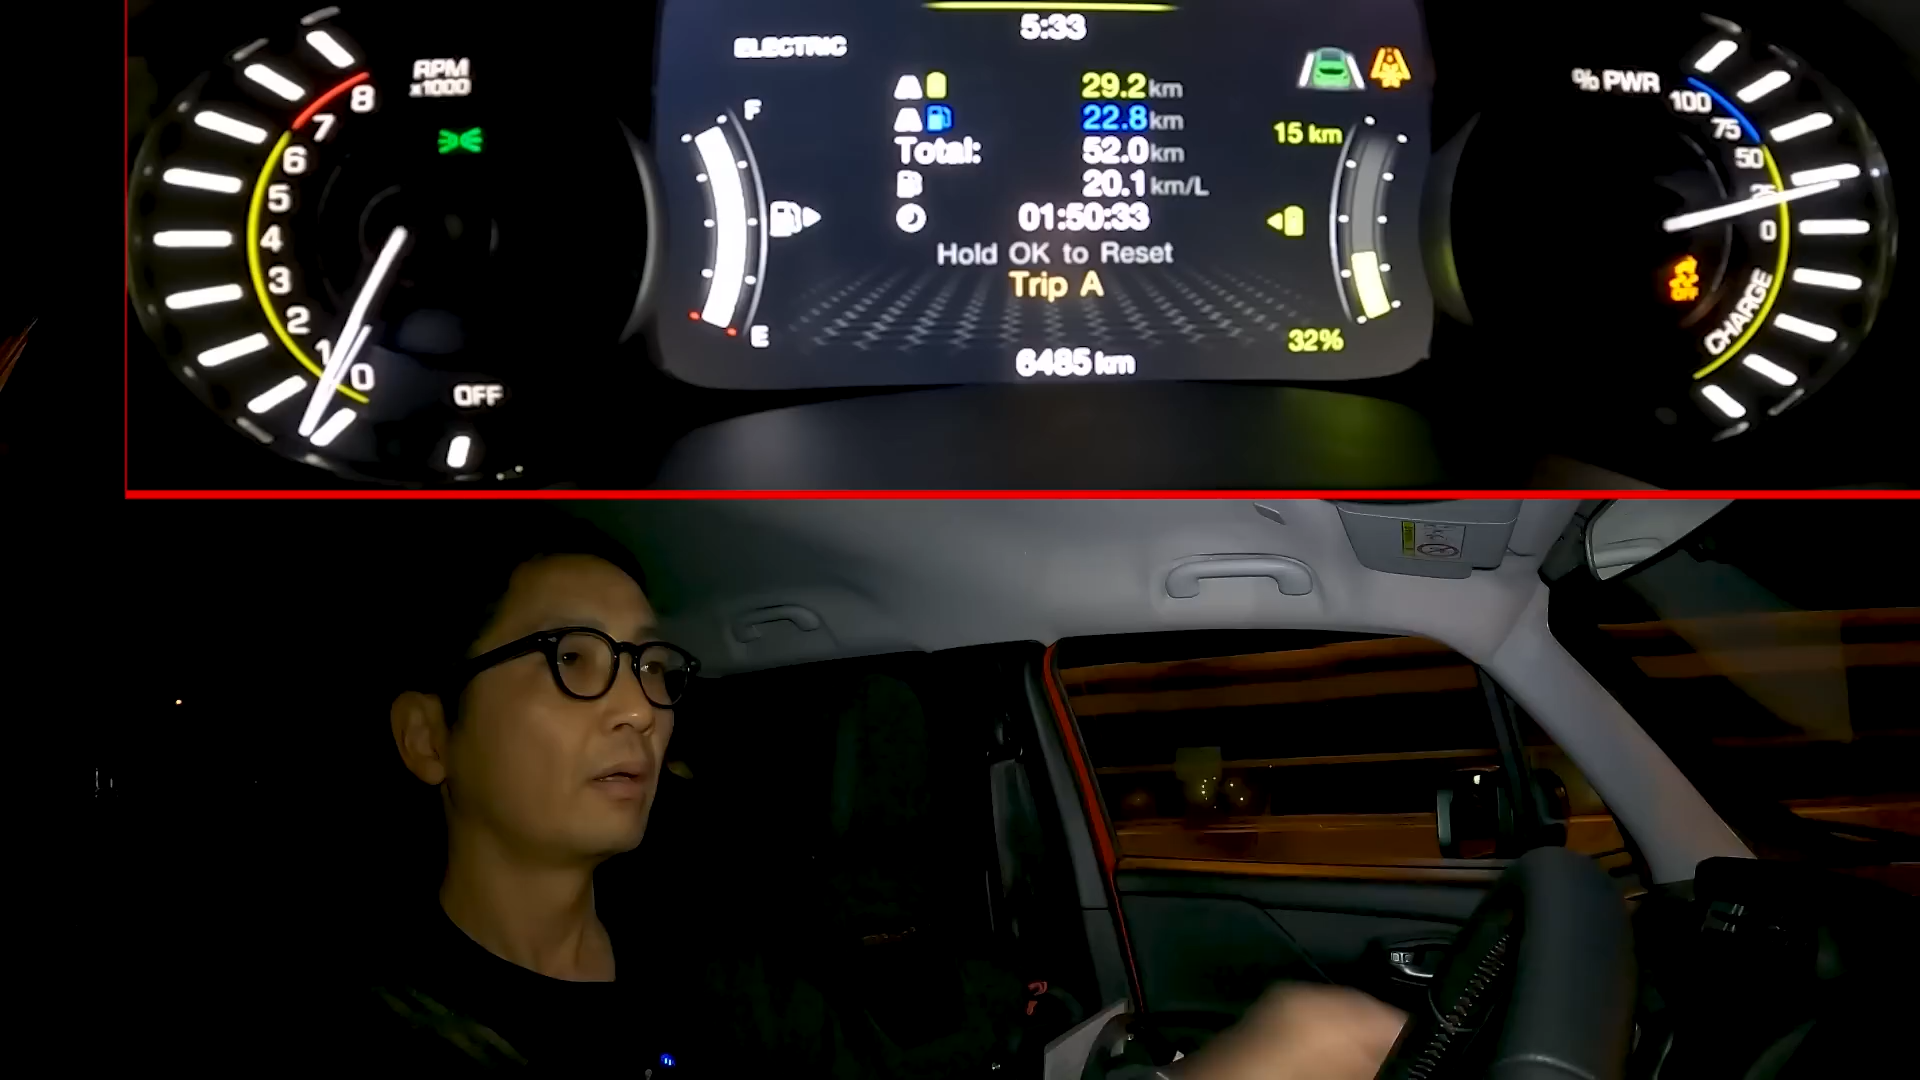 5:33
ELECTRIC
29.2 km
22.8 km
Total: 52.0 km
20.1 km/L
01:50:33
Hold OK to Reset
Trip A
6485 km
F
E
15 km
32%
RPM
x1000
8
7
6
5
4
3
2
1
0
OFF
% PWR
100
75
50
25
0
CHARGE
OFF